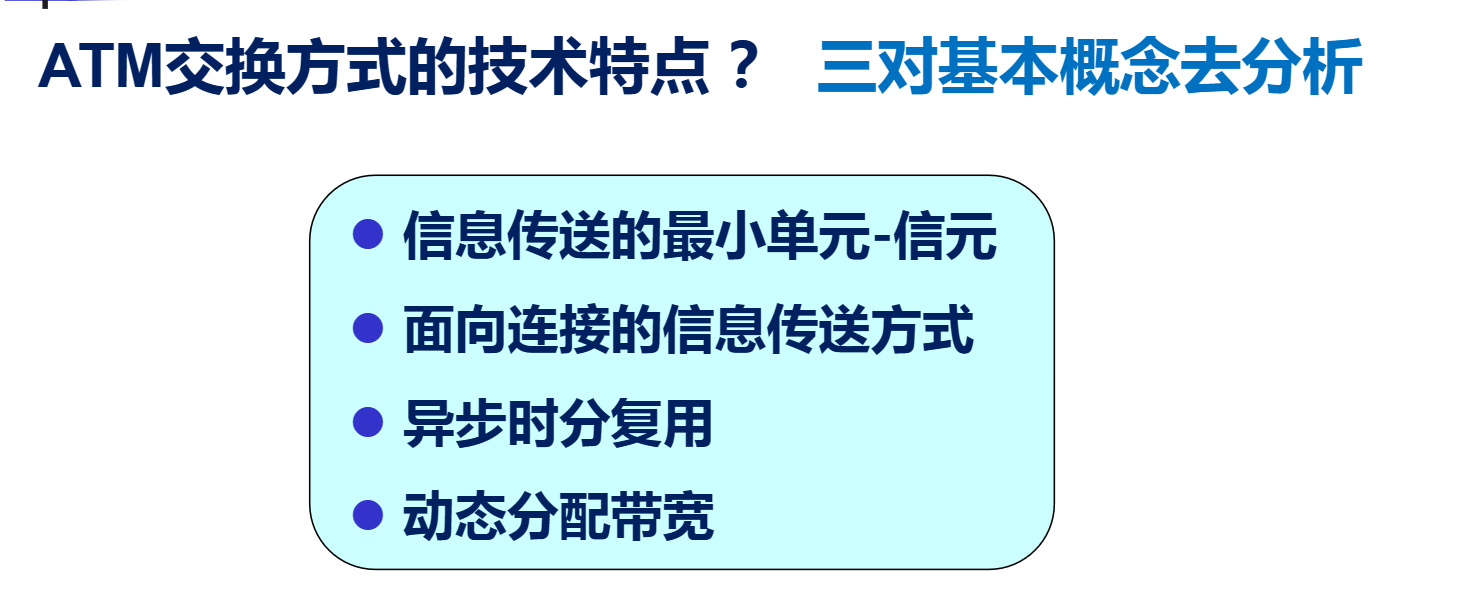 ATM交换方式的技术特点？ 三对基本概念去分析
● 信息传送的最小单元-信元
● 面向连接的信息传送方式
● 异步时分复用
● 动态分配带宽